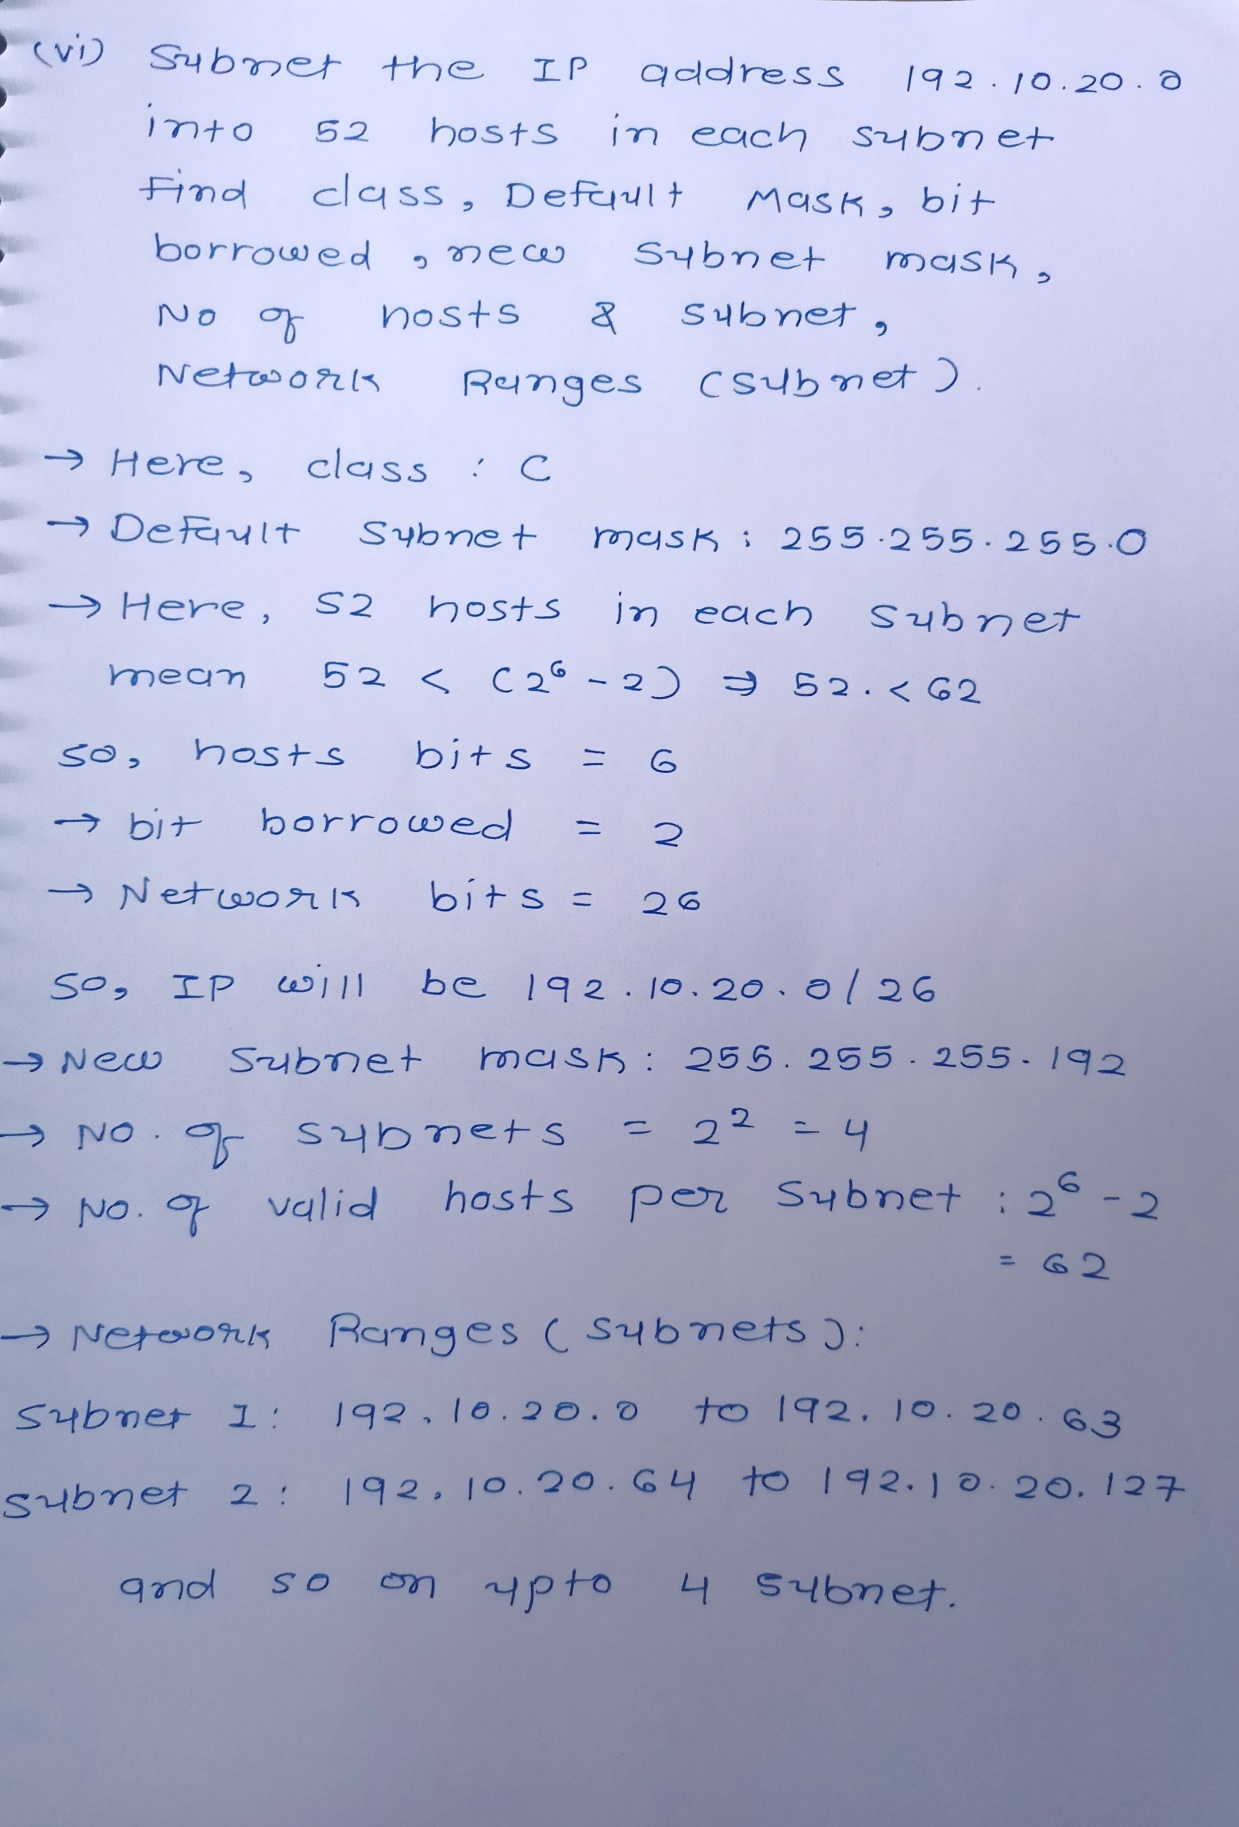 (vi) Subnet the IP address 192.10.20.0
into 52 hosts in each subnet
Find class, Default Mask, bit
borrowed, new subnet mask,
No of hosts & subnet,
Network Ranges (subnet).
→ Here, class : C
→ Default Subnet mask : 255.255.255.0
→ Here, 52 hosts in each subnet
mean 52 < (2⁶ - 2) ⇒ 52. < 62
so, hosts bits = 6
→ bit borrowed = 2
→ Network bits = 26
so, IP will be 192.10.20.0/26
→ New subnet mask: 255.255.255.192
→ No. of subnets = 2² = 4
→ No. of valid hosts per subnet : 2⁶ - 2
= 62
→ Network Ranges (subnets):
Subnet 1: 192.10.20.0 to 192.10.20.63
subnet 2: 192.10.20.64 to 192.10.20.127
and so on upto 4 subnet.